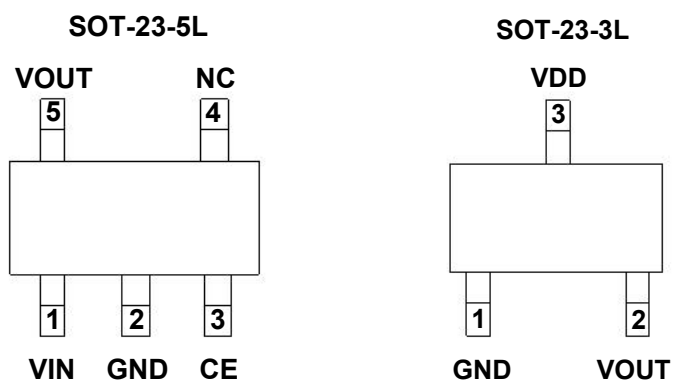 SOT-23-5L
VOUT NC
5 4
1 2 3
VIN GND CE
SOT-23-3L
VDD
3
1 2
GND VOUT